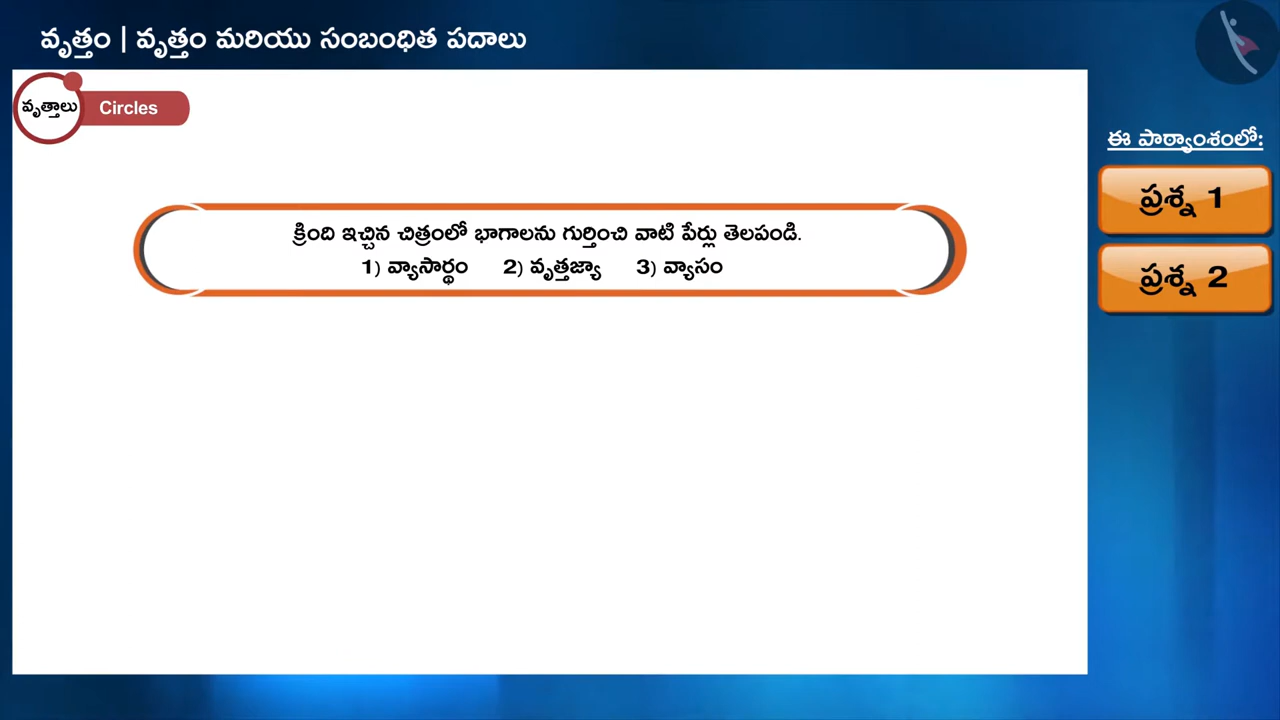 వృత్తం | వృత్తం మరియు సంబంధిత పదాలు
వృత్తాలు Circles
ఈ పాఠ్యాంశంలో:
ప్రశ్న 1
ప్రశ్న 2
క్రింది ఇచ్చిన చిత్రంలో భాగాలను గుర్తించి వాటి పేర్లు తెలపండి.
1) వ్యాసార్థం 2) వృత్తజ్యా 3) వ్యాసం